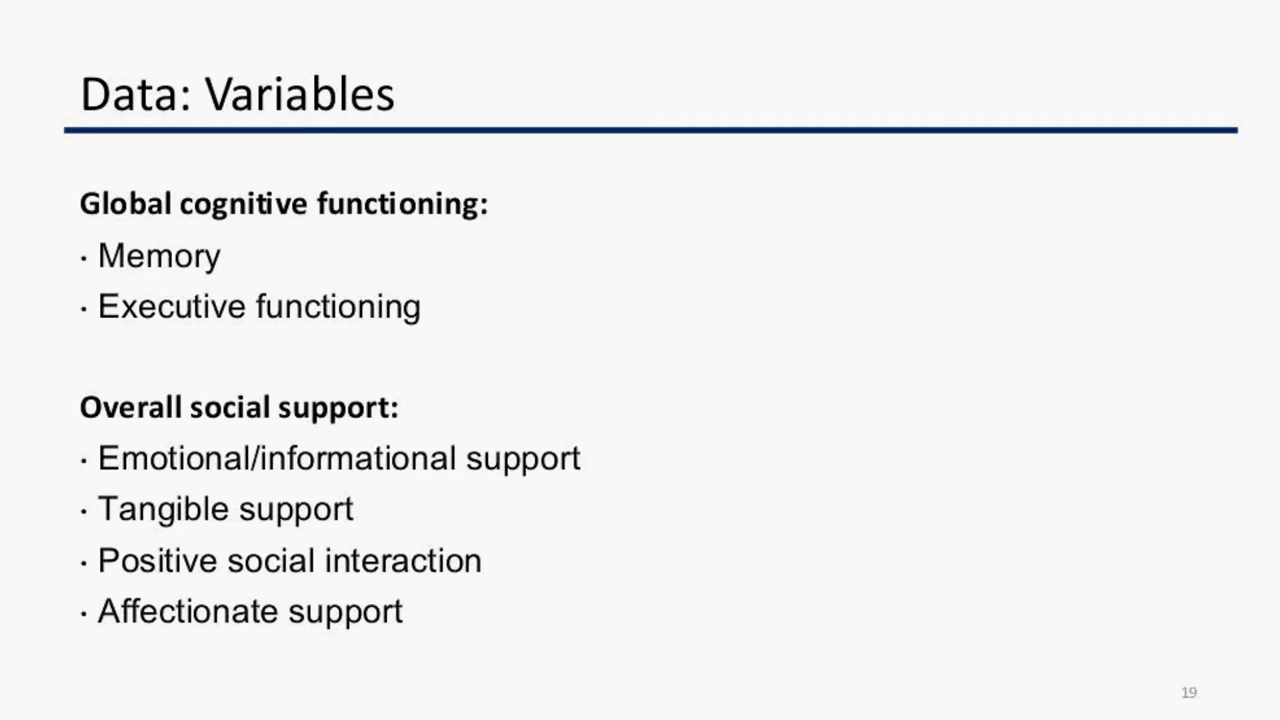 Data: Variables
Global cognitive functioning:
· Memory
· Executive functioning
Overall social support:
· Emotional/informational support
· Tangible support
· Positive social interaction
· Affectionate support
19